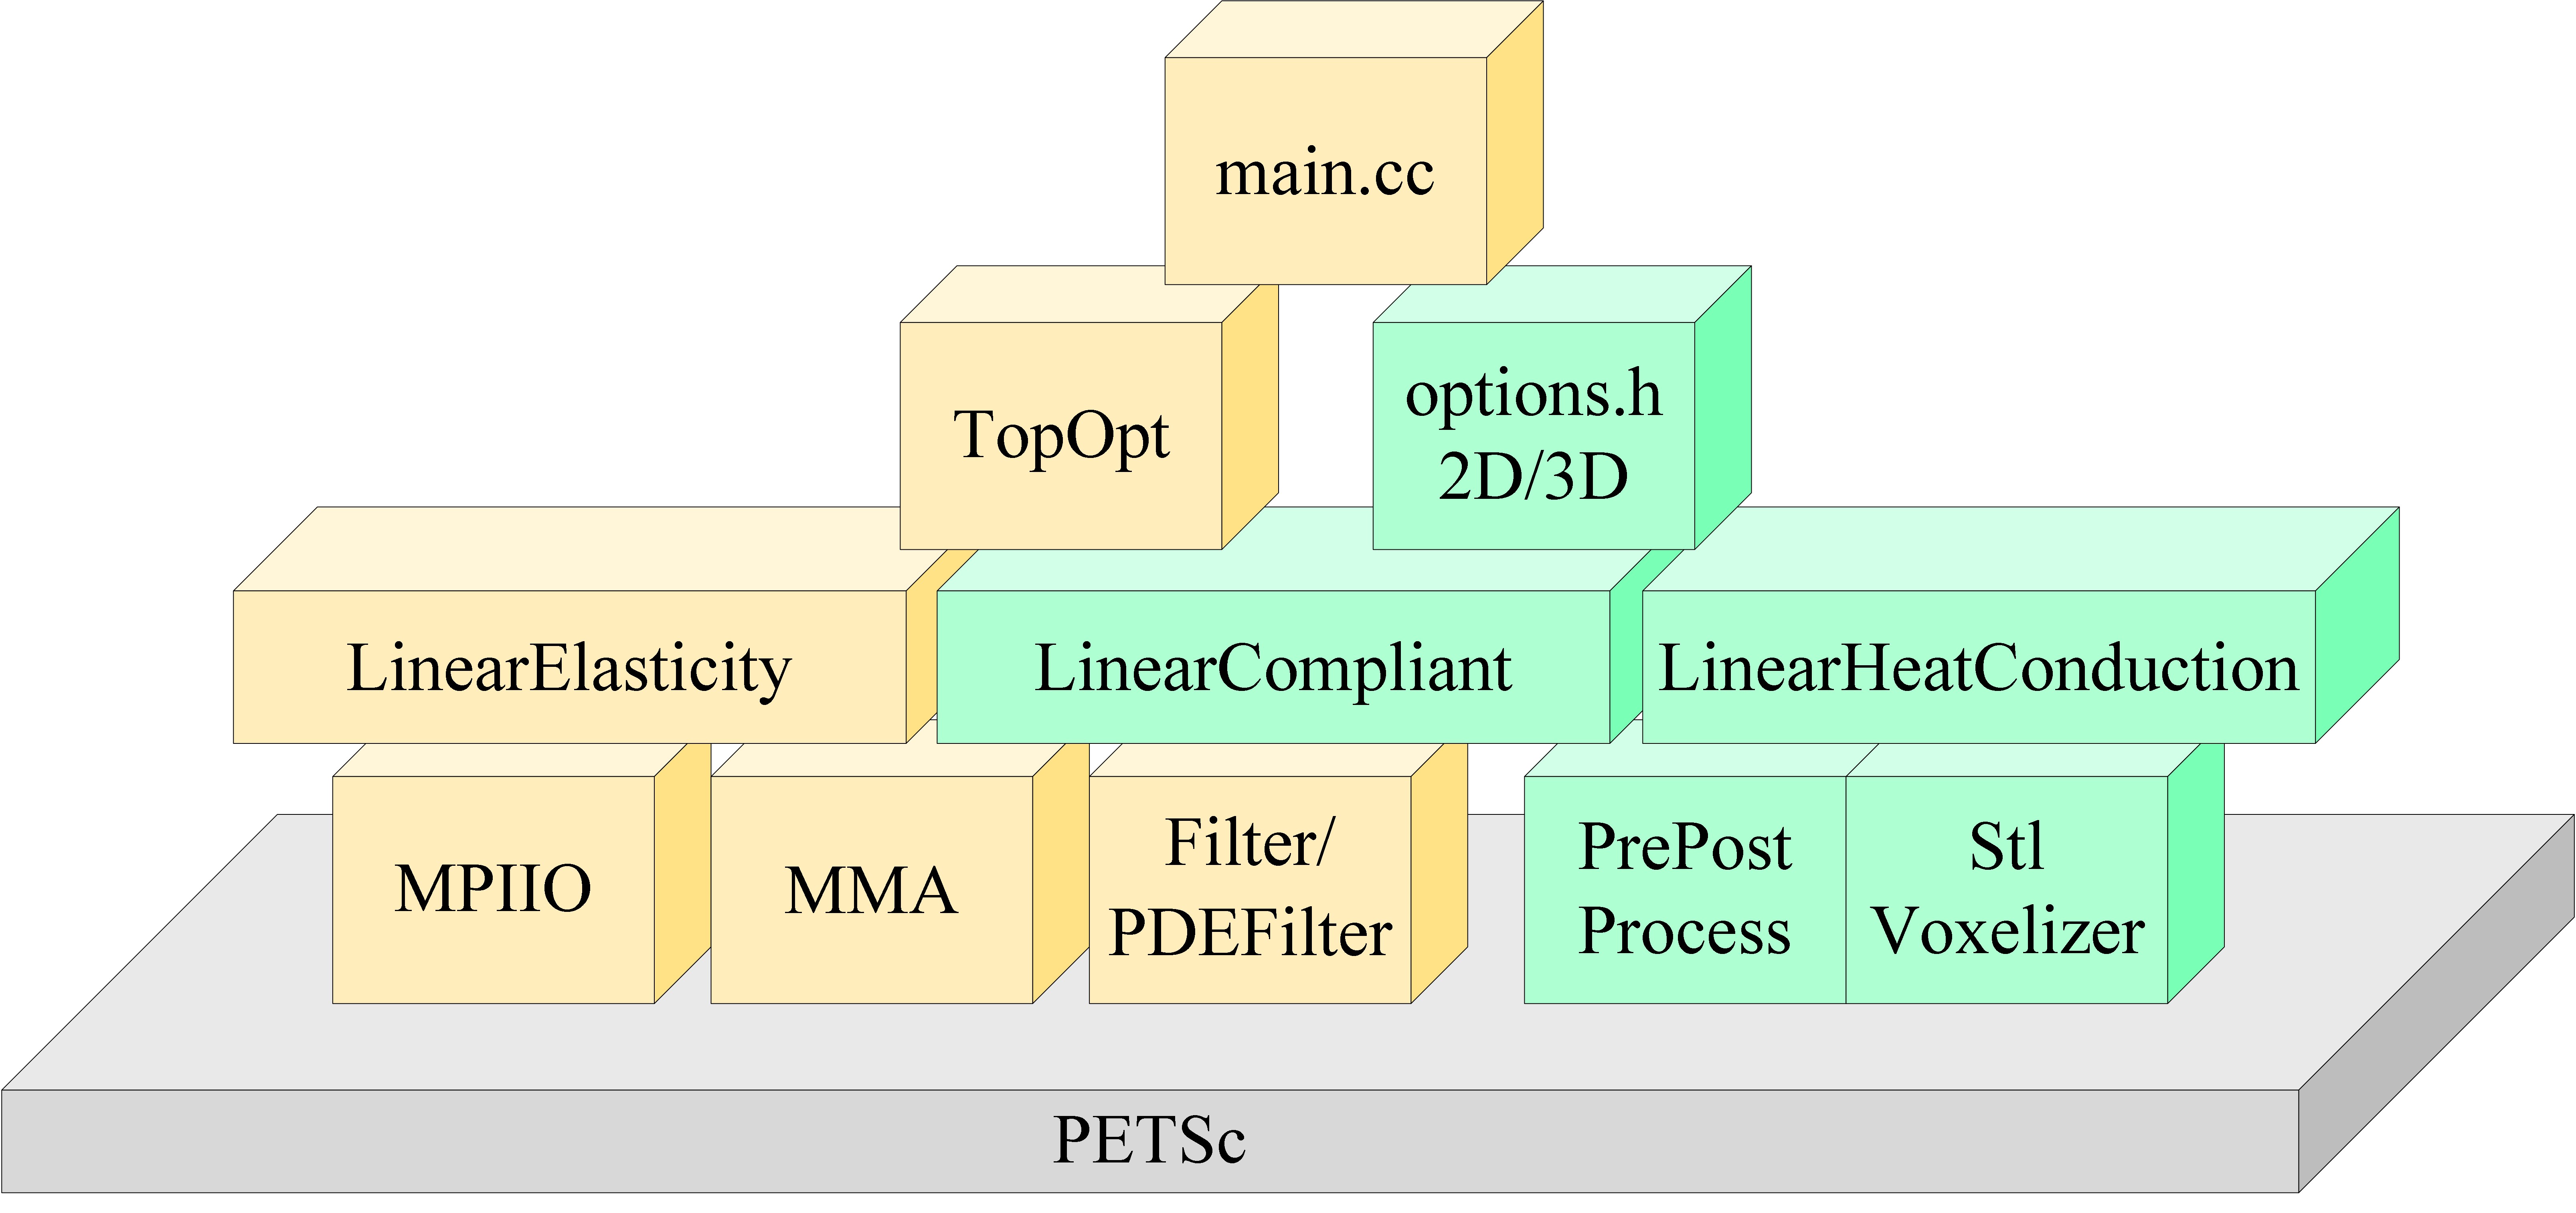 main.cc
TopOpt
options.h
2D/3D
LinearElasticity
LinearCompliant
LinearHeatConduction
MPIIO
MMA
Filter/
PDEFilter
PrePost
Process
Stl
Voxelizer
PETSc